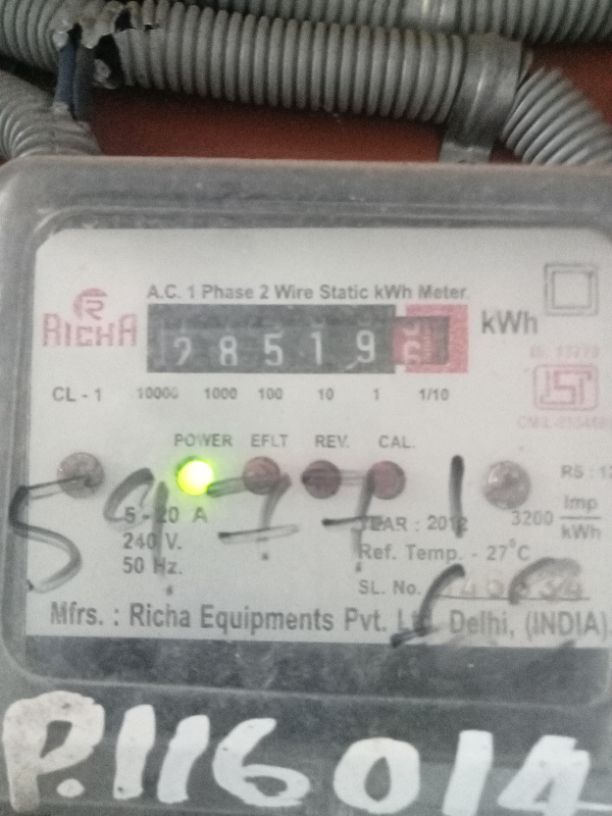 A.C. 1 Phase 2 Wire Static kWh Meter.
RICHA
28519 kWh
CL - 1 10000 1000 100 10 1 1/10
POWER EFLT REV. CAL.
5 - 20 A
240 V.
50 Hz.
YEAR : 2012
3200 Imp
kWh
Ref. Temp. - 27°C
SL. No.
Mfrs. : Richa Equipments Pvt. Ltd. Delhi, (INDIA)
P.116014